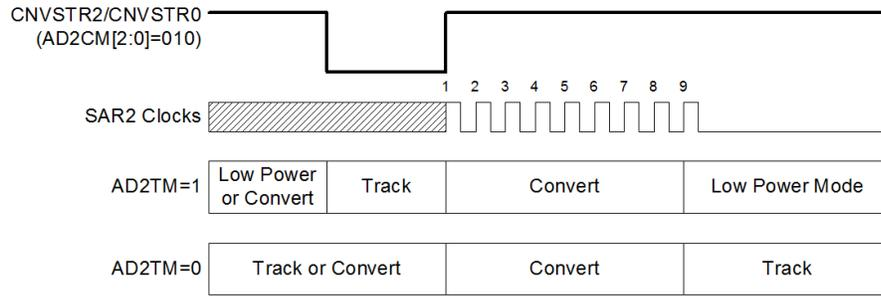 CNVSTR2/CNVSTR0
(AD2CM[2:0]=010)
1 2 3 4 5 6 7 8 9
SAR2 Clocks
AD2TM=1
Low Power
or Convert
Track
Convert
Low Power Mode
AD2TM=0
Track or Convert
Convert
Track